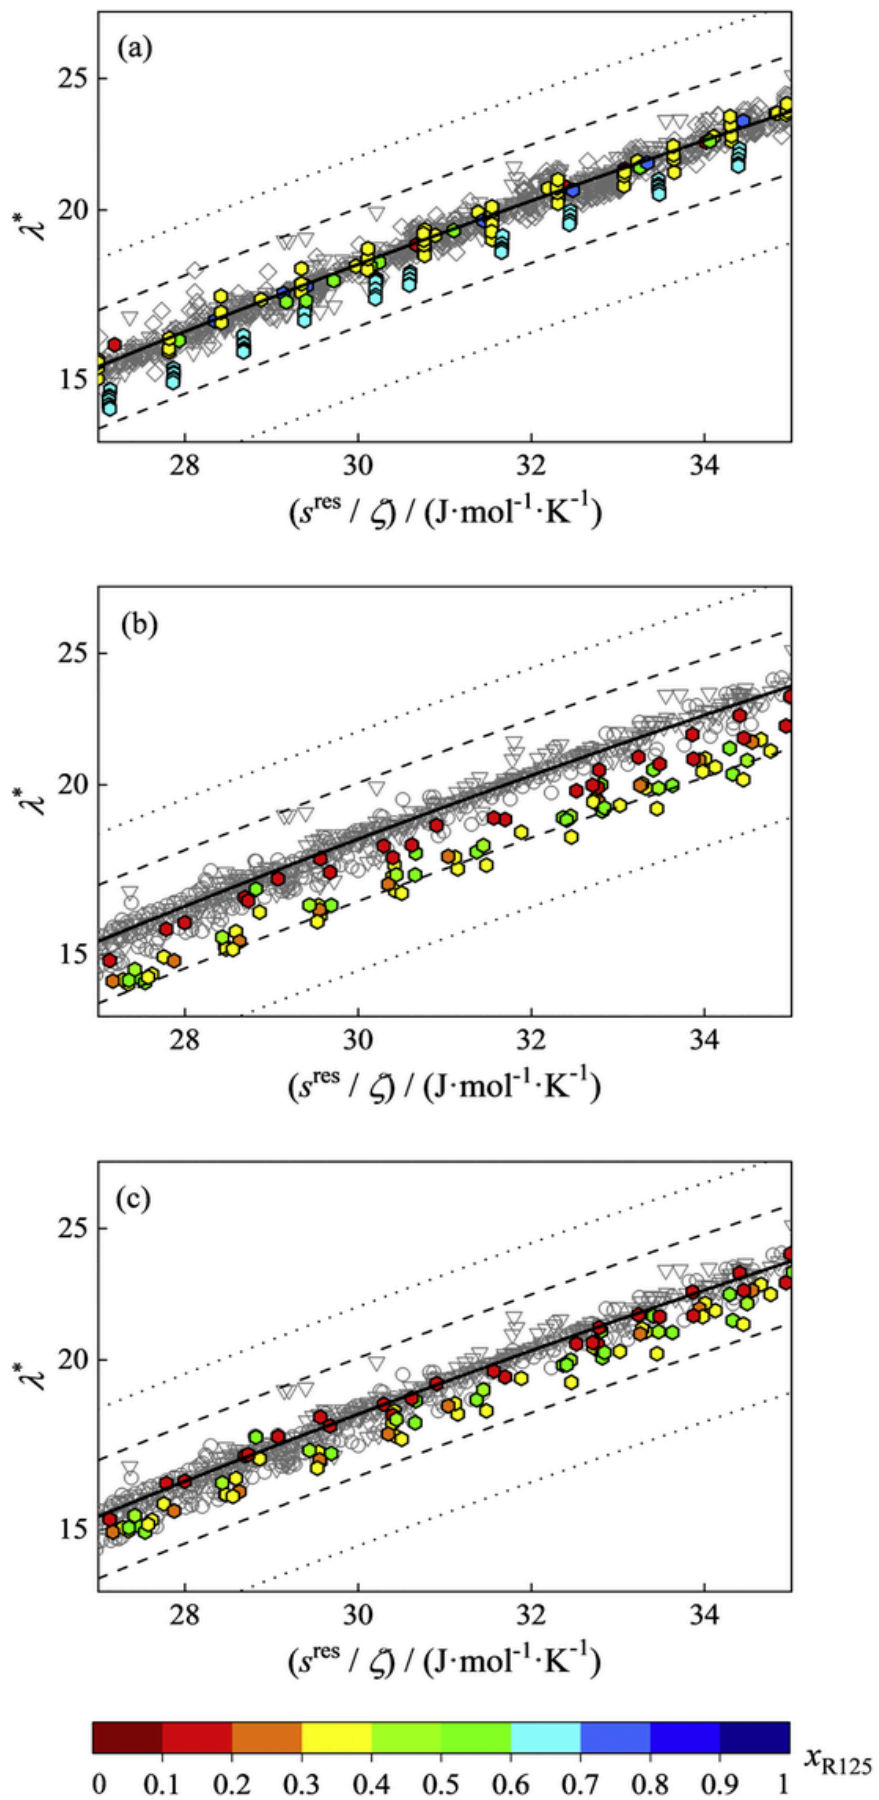 (a)
25
20
15
λ*
28 30 32 34
(s^res / ζ) / (J·mol^-1·K^-1)
(b)
25
20
15
λ*
28 30 32 34
(s^res / ζ) / (J·mol^-1·K^-1)
(c)
25
20
15
λ*
28 30 32 34
(s^res / ζ) / (J·mol^-1·K^-1)
0 0.1 0.2 0.3 0.4 0.5 0.6 0.7 0.8 0.9 1 x_R125